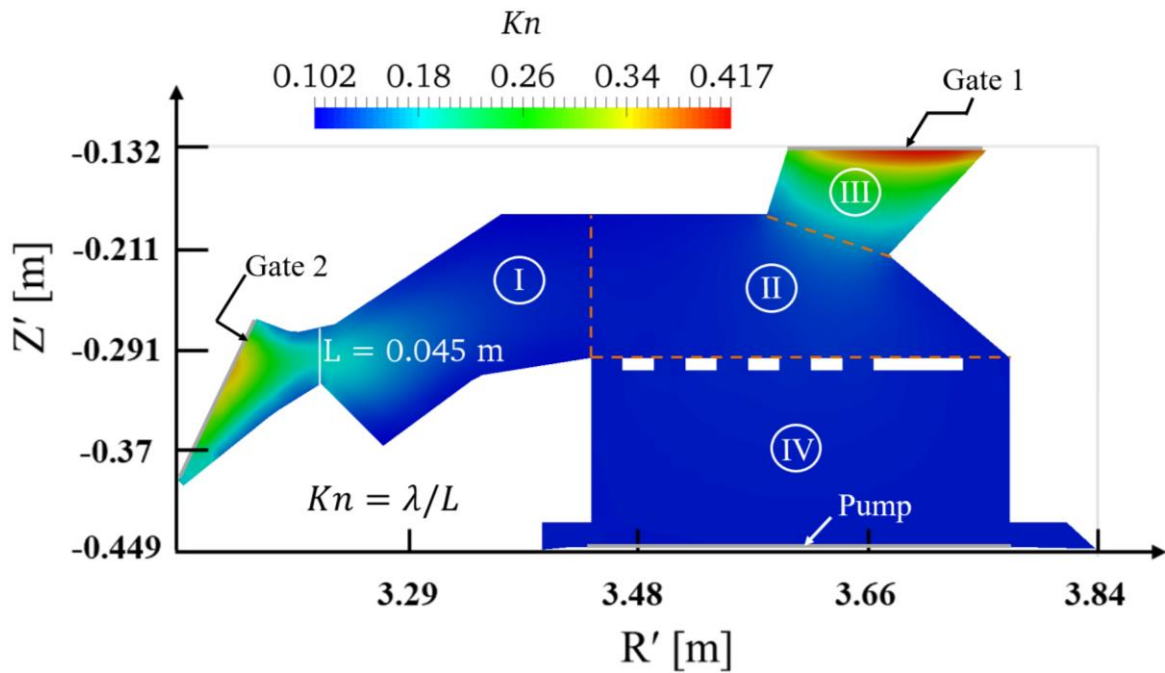 Kn
0.102 0.18 0.26 0.34 0.417
Gate 1
-0.132
III
-0.211
Gate 2
I
II
Z′ [m]
-0.291
L = 0.045 m
-0.37
IV
Kn = λ/L
Pump
-0.449
3.29 3.48 3.66 3.84
R′ [m]